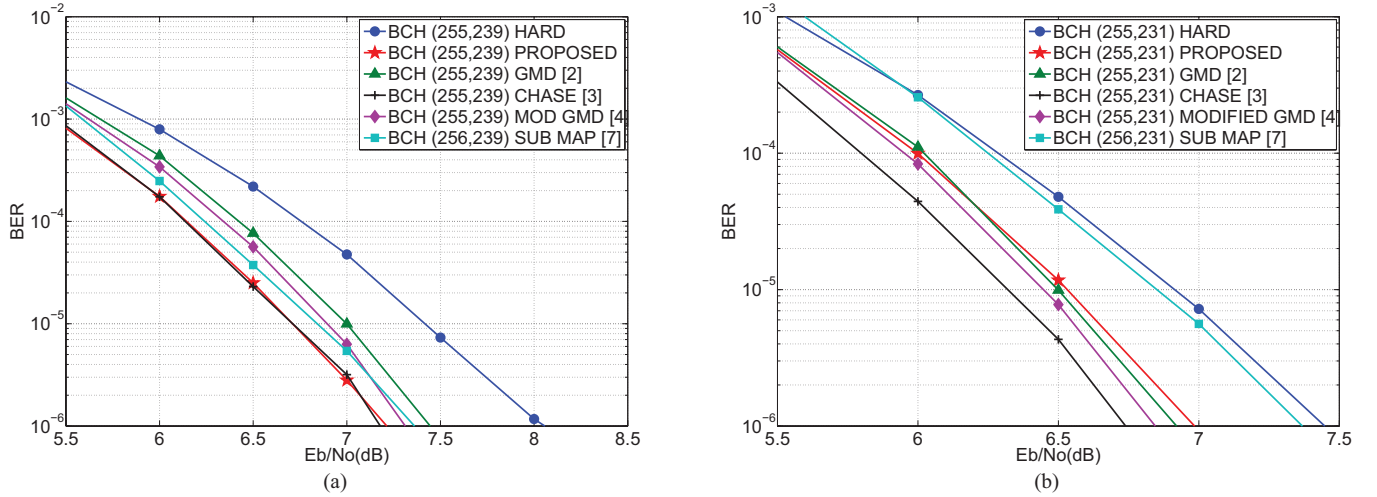 10−2
10−3
10−4
10−5
10−6
BER
5.5 6 6.5 7 7.5 8 8.5
Eb/No(dB)
BCH (255,239) HARD
BCH (255,239) PROPOSED
BCH (255,239) GMD [2]
BCH (255,239) CHASE [3]
BCH (255,239) MOD GMD [4]
BCH (256,239) SUB MAP [7]
(a)
10−3
10−4
10−5
10−6
BER
5.5 6 6.5 7 7.5
Eb/No(dB)
BCH (255,231) HARD
BCH (255,231) PROPOSED
BCH (255,231) GMD [2]
BCH (255,231) CHASE [3]
BCH (255,231) MODIFIED GMD [4]
BCH (256,231) SUB MAP [7]
(b)